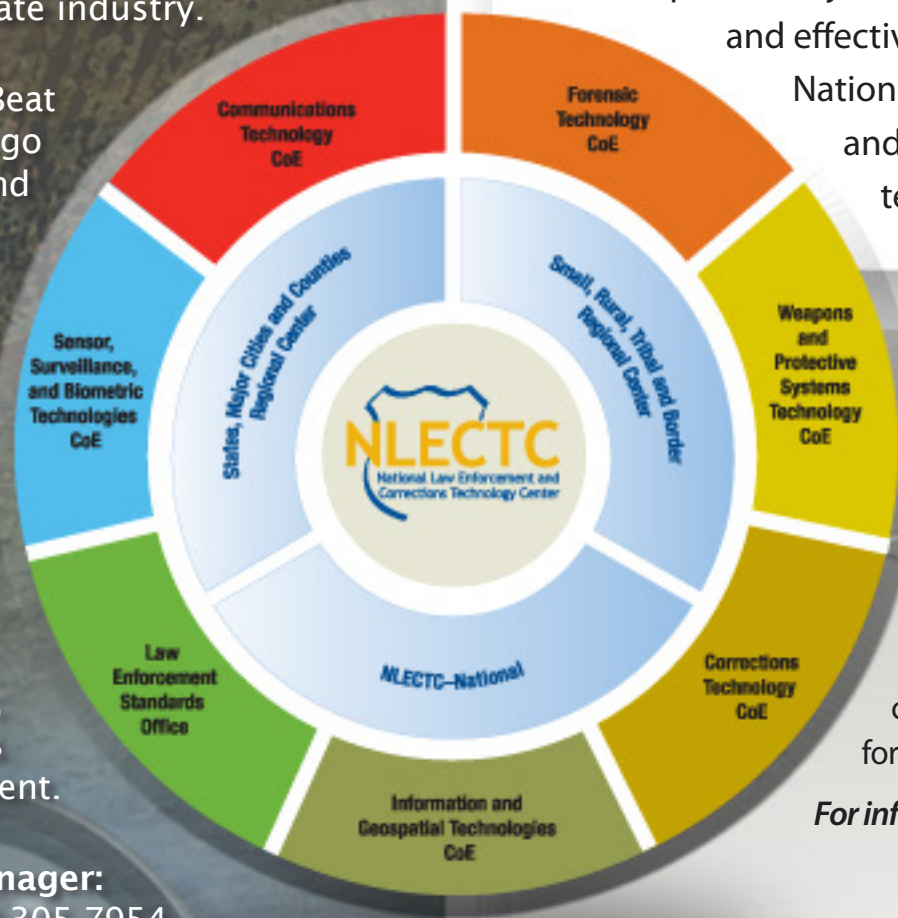 ate industry.
Beat
go
nd
and effectiv
Nation
and
te
Communications
Technology
CoE
Forensic
Technology
CoE
Sensor,
Surveillance,
and Biometric
Technologies
CoE
States, Major Cities and Counties
Regional Center
Small, Rural, Tribal and Border
Regional Center
Weapons
and
Protective
Systems
Technology
CoE
NLECTC
National Law Enforcement and
Corrections Technology Center
Law
Enforcement
Standards
Office
NLECTC–National
Corrections
Technology
CoE
Information and
Geospatial Technologies
CoE
ent.
nager:
305 7954
for
For inf